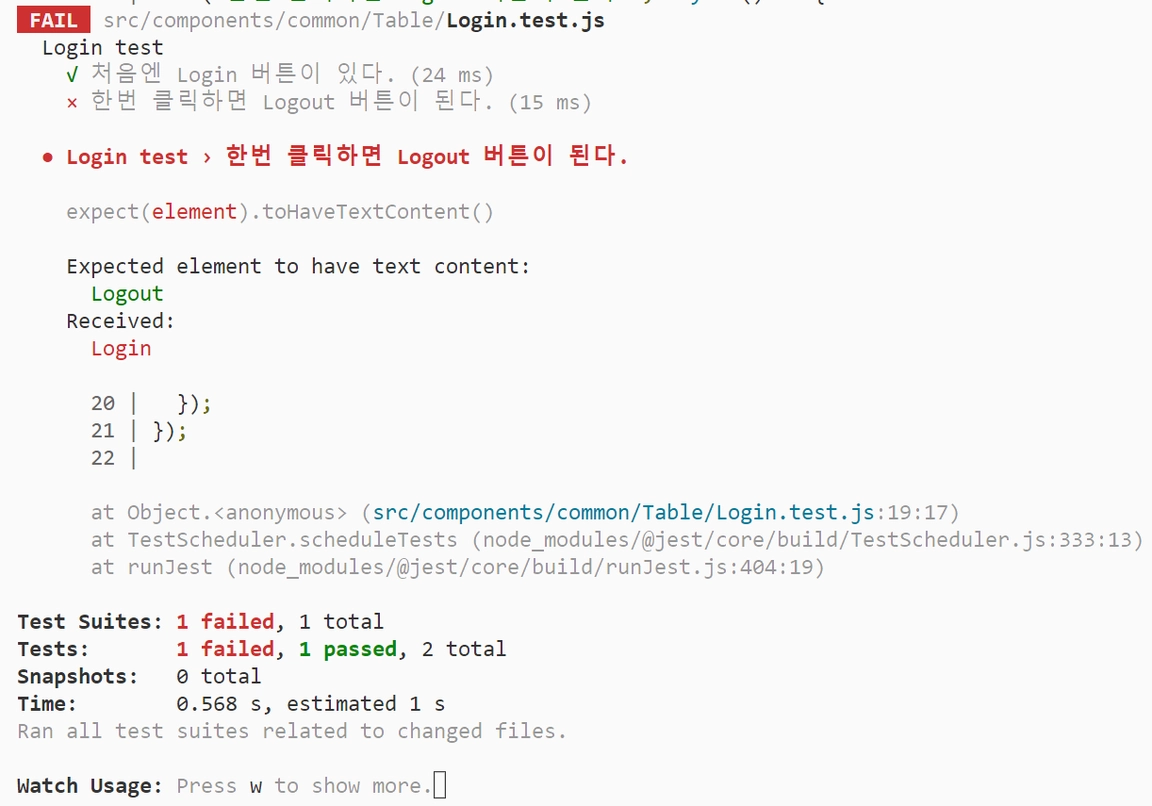 FAIL src/components/common/Table/Login.test.js
Login test
√ 처음엔 Login 버튼이 있다. (24 ms)
× 한번 클릭하면 Logout 버튼이 된다. (15 ms)
● Login test › 한번 클릭하면 Logout 버튼이 된다.
expect(element).toHaveTextContent()
Expected element to have text content:
Logout
Received:
Login
20 |   });
21 | });
22 |
at Object.<anonymous> (src/components/common/Table/Login.test.js:19:17)
at TestScheduler.scheduleTests (node_modules/@jest/core/build/TestScheduler.js:333:13)
at runJest (node_modules/@jest/core/build/runJest.js:404:19)
Test Suites: 1 failed, 1 total
Tests: 1 failed, 1 passed, 2 total
Snapshots: 0 total
Time: 0.568 s, estimated 1 s
Ran all test suites related to changed files.
Watch Usage: Press w to show more.